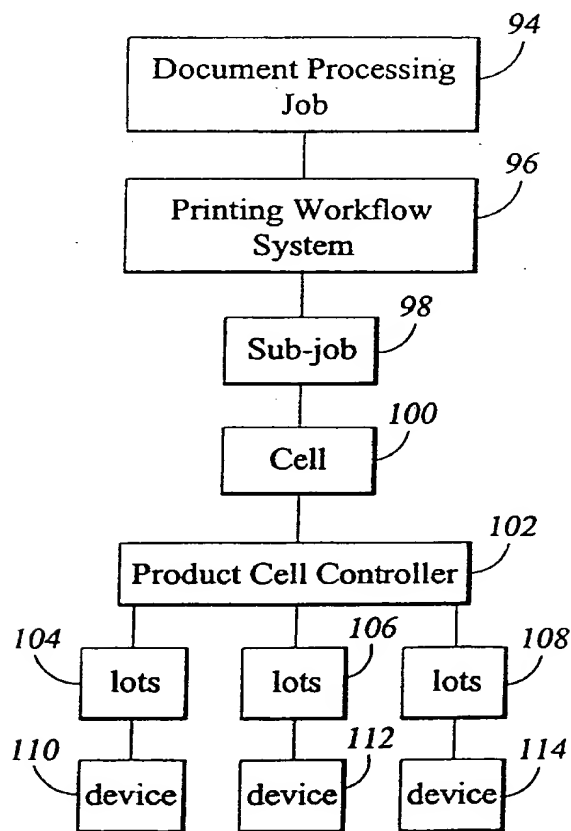 94
Document Processing
Job
96
Printing Workflow
System
98
Sub-job
100
Cell
102
Product Cell Controller
104
106
108
lots
lots
lots
110
112
114
device
device
device